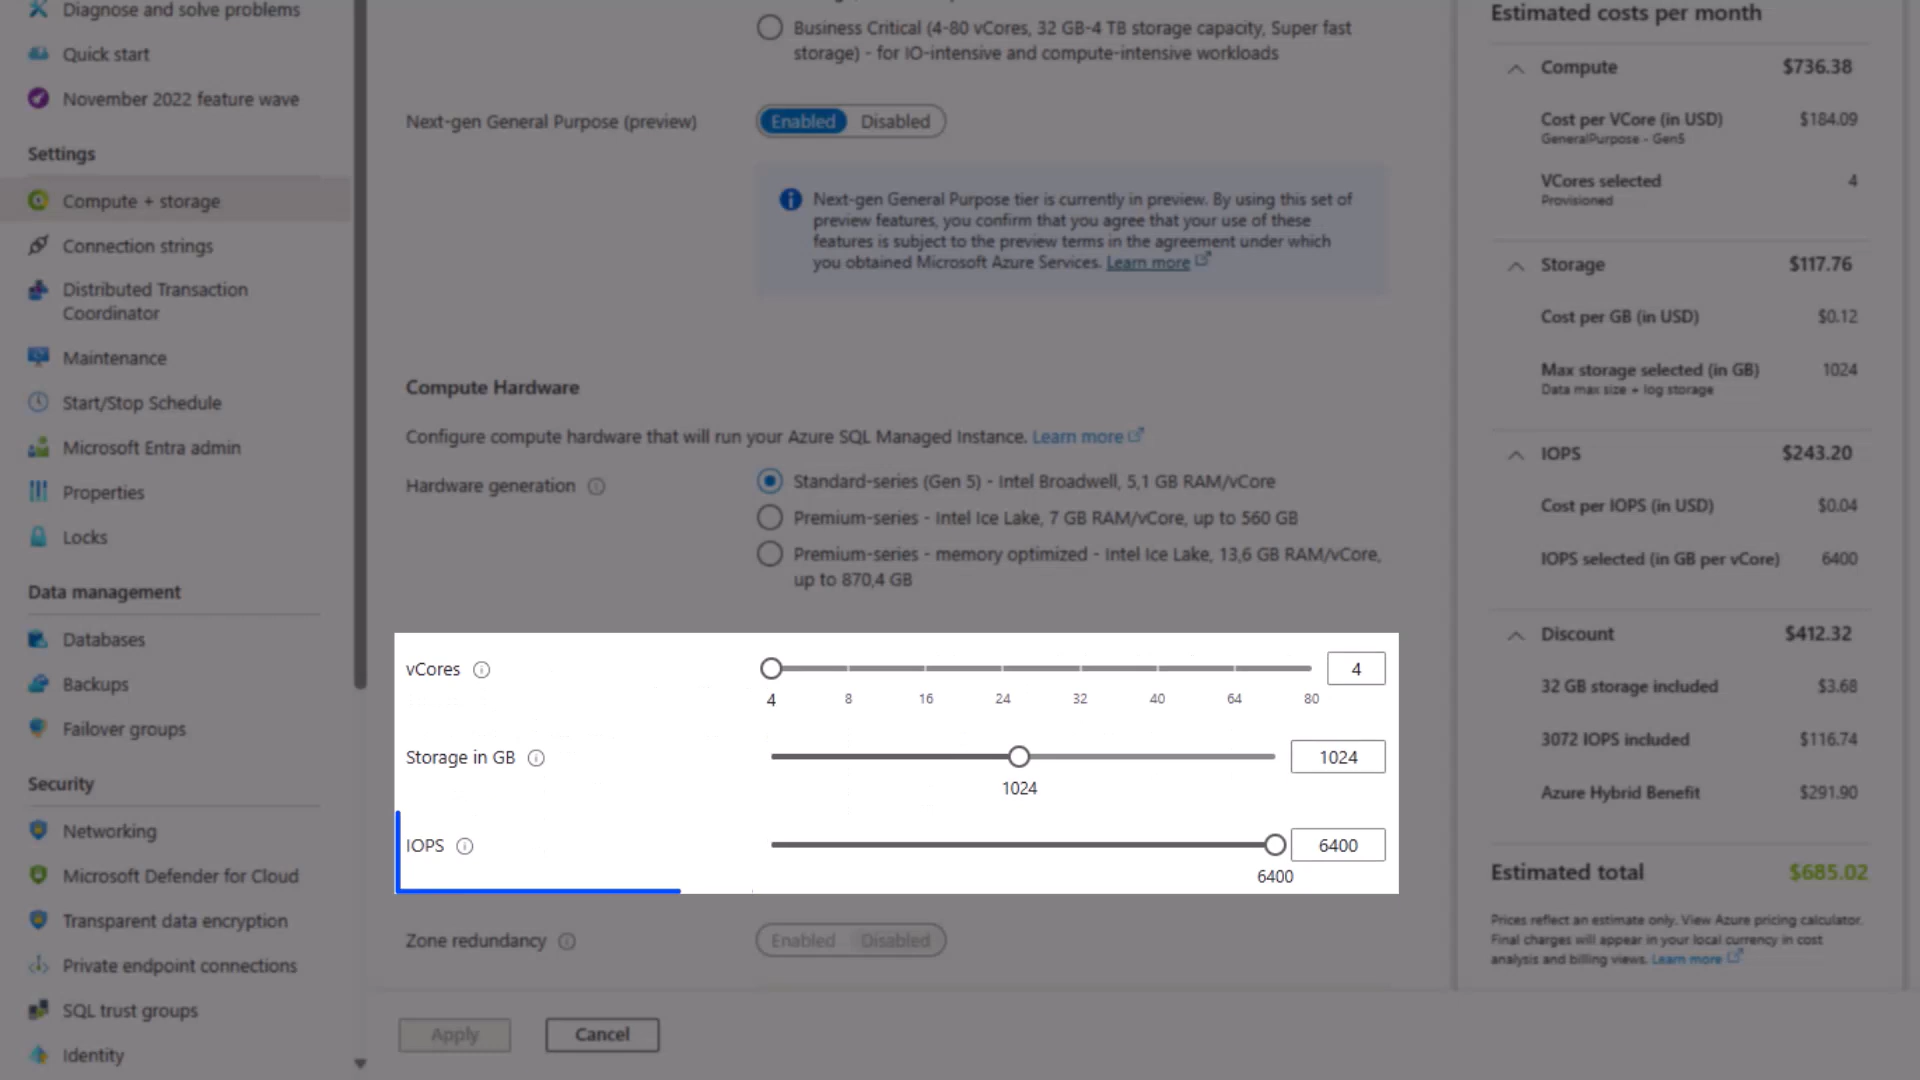 Diagnose and solve problems
Quick start
November 2022 feature wave
Settings
Compute + storage
Connection strings
Distributed Transaction
Coordinator
Maintenance
Start/Stop Schedule
Microsoft Entra admin
Properties
Locks
Data management
Databases
Backups
Failover groups
Security
Networking
Microsoft Defender for Cloud
Transparent data encryption
Private endpoint connections
SQL trust groups
Identity
Business Critical (4-80 vCores, 32 GB-4 TB storage capacity, Super fast
storage) - for IO-intensive and compute-intensive workloads
Next-gen General Purpose (preview)
Enabled Disabled
Next-gen General Purpose tier is currently in preview. By using this set of
preview features, you confirm that you agree that your use of these
features is subject to the preview terms in the agreement under which
you obtained Microsoft Azure Services. Learn more
Compute Hardware
Configure compute hardware that will run your Azure SQL Managed Instance. Learn more
Hardware generation
Standard-series (Gen 5) - Intel Broadwell, 5,1 GB RAM/vCore
Premium-series - Intel Ice Lake, 7 GB RAM/vCore, up to 560 GB
Premium-series - memory optimized - Intel Ice Lake, 13,6 GB RAM/vCore,
up to 870,4 GB
vCores
4
4 8 16 24 32 40 64 80
Storage in GB
1024
1024
IOPS
6400
6400
Zone redundancy
Enabled Disabled
Apply Cancel
Estimated costs per month
Compute $736.38
Cost per VCore (in USD) $184.09
GeneralPurpose - Gen5
VCores selected 4
Provisioned
Storage $117.76
Cost per GB (in USD) $0.12
Max storage selected (in GB) 1024
Data max size + log storage
IOPS $243.20
Cost per IOPS (in USD) $0.04
IOPS selected (in GB per vCore) 6400
Discount $412.32
32 GB storage included $3.68
3072 IOPS included $116.74
Azure Hybrid Benefit $291.90
Estimated total $685.02
Prices reflect an estimate only. View Azure pricing calculator.
Final charges will appear in your local currency in cost
analysis and billing views. Learn more